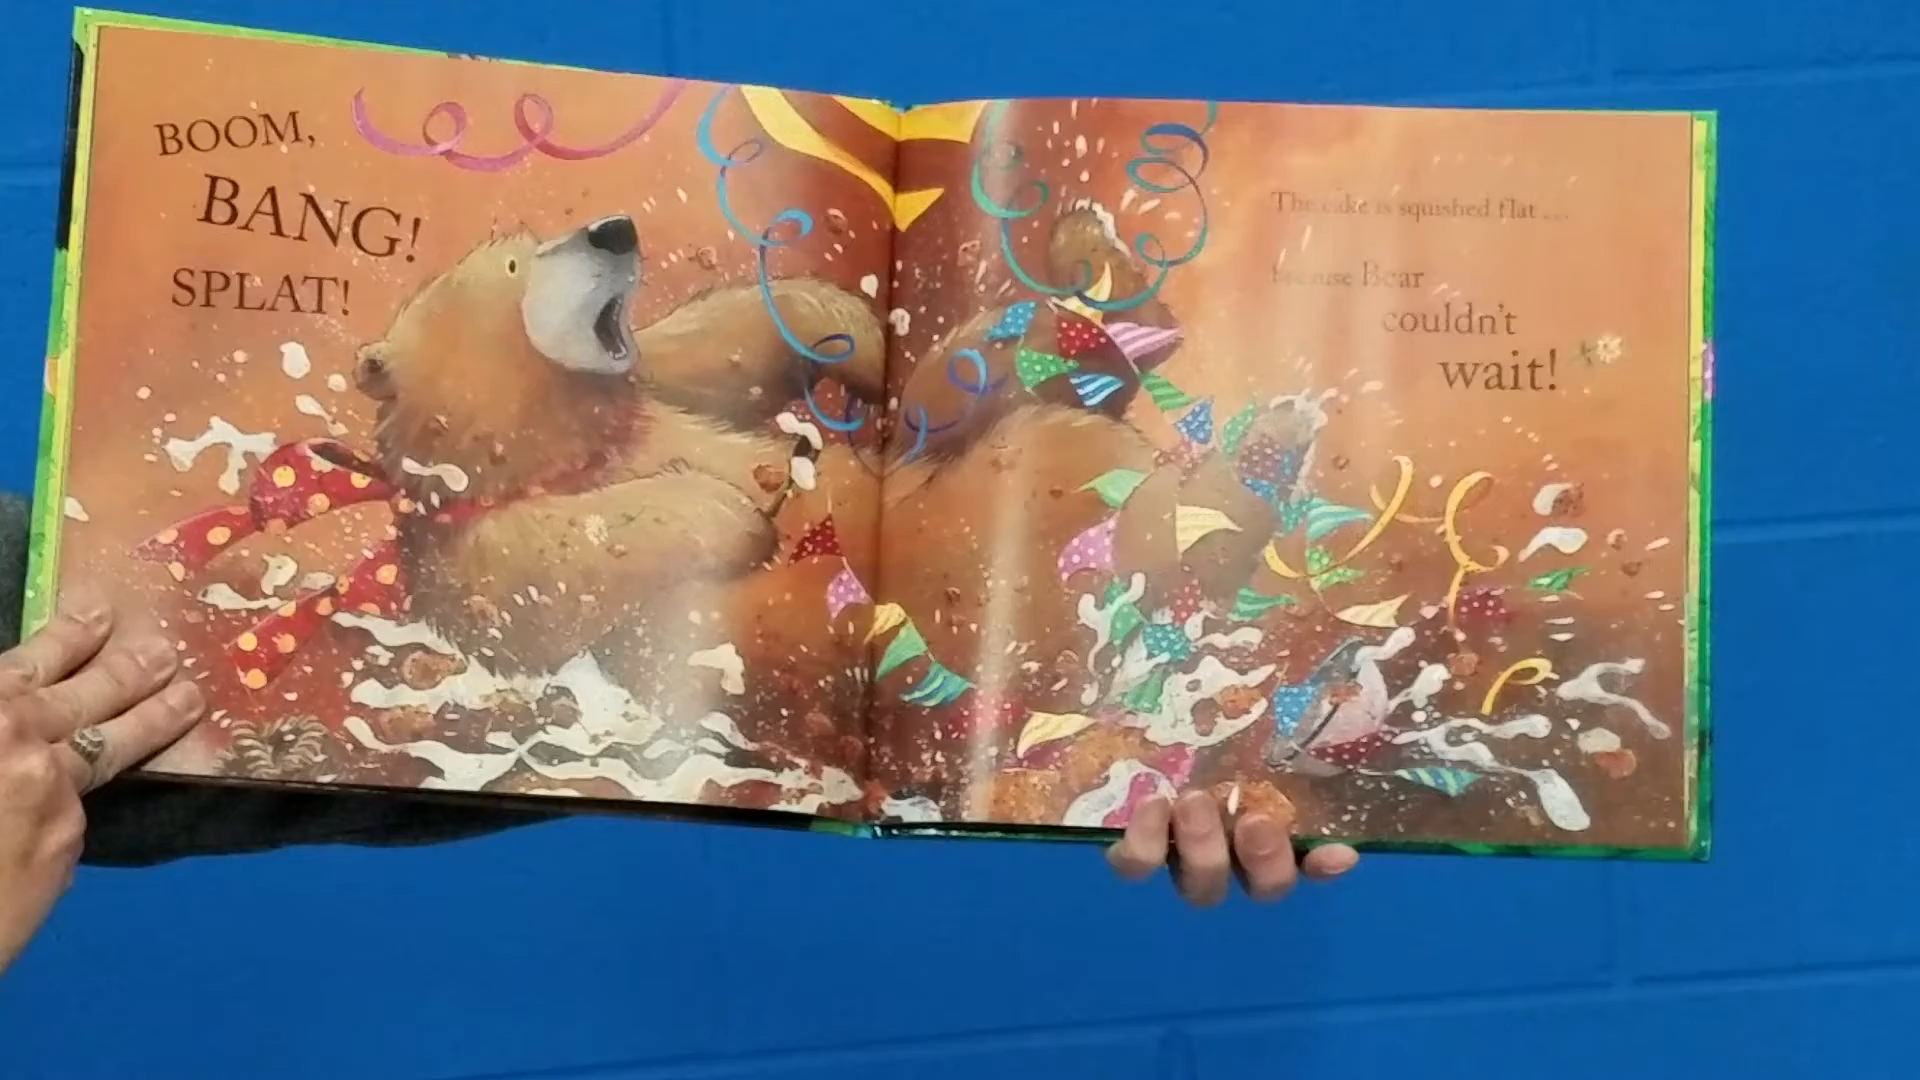 BOOM,
BANG!
SPLAT!
The cake is squished flat . . .
because Bear
couldn't
wait!